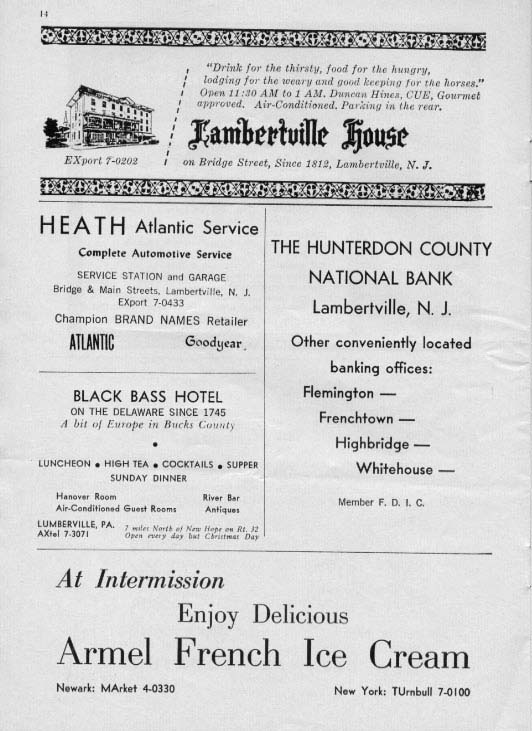 14
"Drink for the thirsty, food for the hungry,
lodging for the weary and good keeping for the horses."
Open 11:30 AM to 1 AM. Duncan Hines, CUE, Gourmet
approved. Air-Conditioned. Parking in the rear.
Lambertville House
EXport 7-0202
on Bridge Street, Since 1812, Lambertville, N. J.
HEATH Atlantic Service
Complete Automotive Service
SERVICE STATION and GARAGE
Bridge & Main Streets, Lambertville, N. J.
EXport 7-0433
Champion BRAND NAMES Retailer
ATLANTIC Goodyear
BLACK BASS HOTEL
ON THE DELAWARE SINCE 1745
A bit of Europe in Bucks County
•
LUNCHEON • HIGH TEA • COCKTAILS • SUPPER
SUNDAY DINNER
Hanover Room River Bar
Air-Conditioned Guest Rooms Antiques
LUMBERVILLE, PA. 7 miles North of New Hope on Rt. 32
AXtel 7-3071 Open every day but Christmas Day
THE HUNTERDON COUNTY
NATIONAL BANK
Lambertville, N. J.
Other conveniently located
banking offices:
Flemington —
Frenchtown —
Highbridge —
Whitehouse —
Member F. D. I. C.
At Intermission
Enjoy Delicious
Armel French Ice Cream
Newark: MArket 4-0330 New York: TUrnbull 7-0100